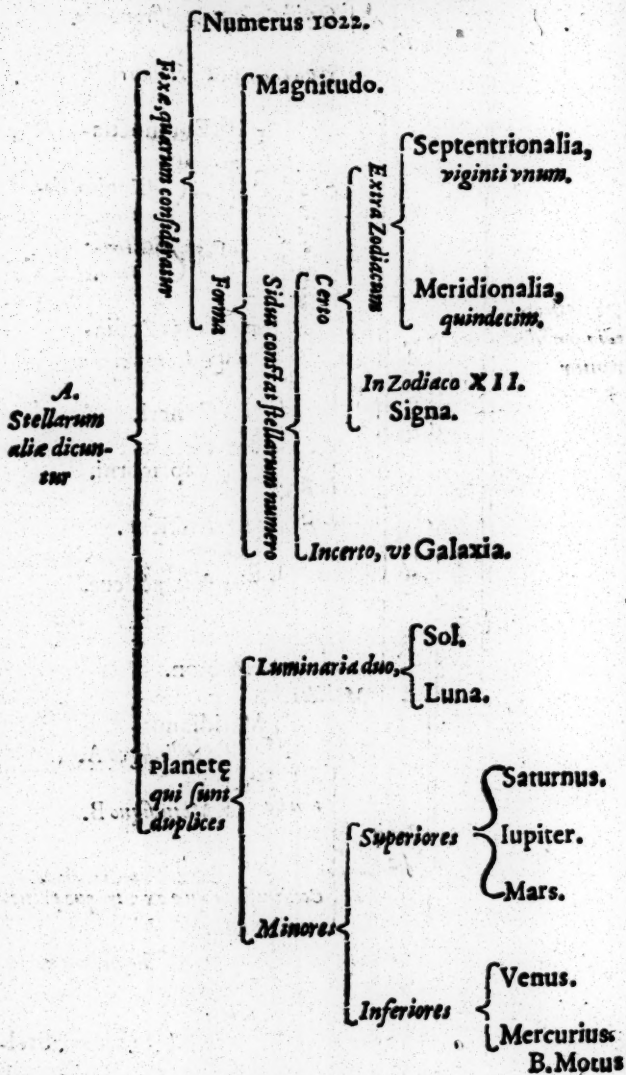 Numerus 1022.
Fixæ, quarum conſideratur
Magnitudo.
Forma
Septentrionalia,
viginti vnum.
Extra Zodiacum
Meridionalia,
quindecim.
Certo
Sidus conſtat ſtellarum numero
In Zodiaco XII.
Signa.
A.
Stellarum
aliæ dicun-
tur
Incerto, vt Galaxia.
Sol.
Luminaria duo,
Luna.
Planetę
qui ſunt
duplices
Saturnus.
Superiores
Iupiter.
Mars.
Minores
Venus.
Inferiores
Mercurius.
B. Motus